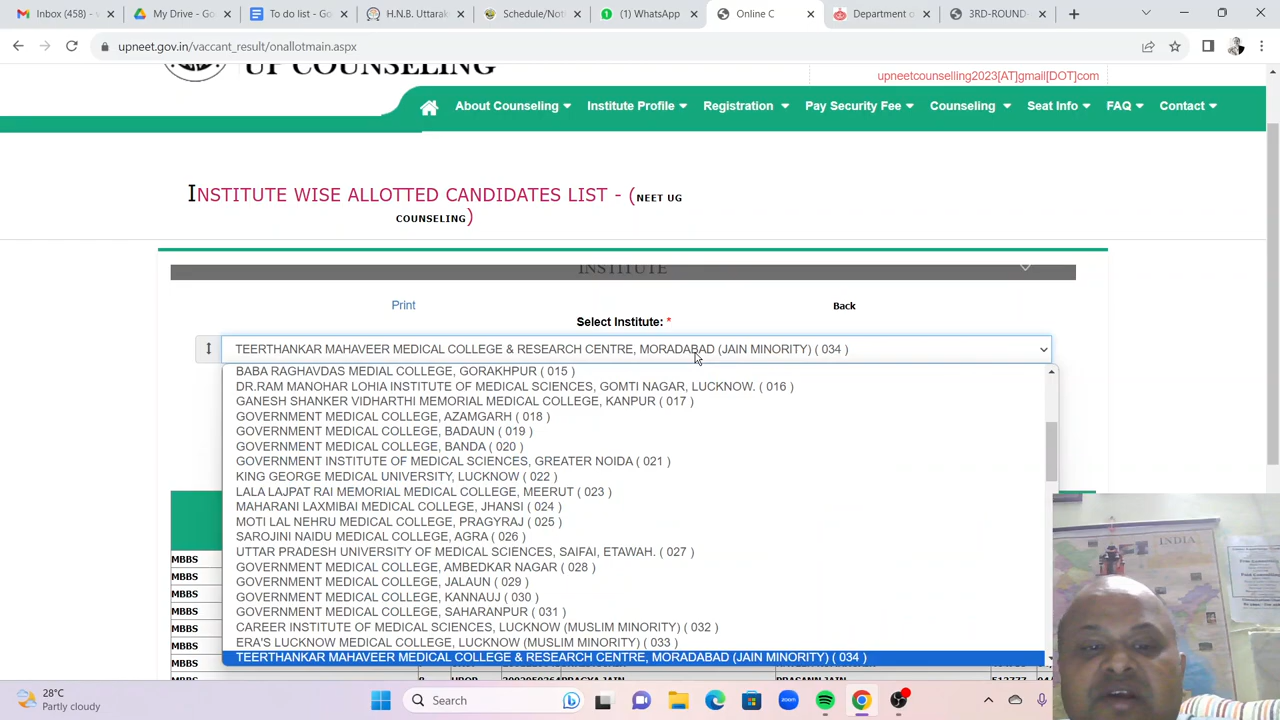 Inbox (458) -
My Drive - Go
To do list - Go
H.N.B. Uttarak
Schedule/Not
(1) WhatsApp
Online C
Department o
3RD-ROUND-
upneet.gov.in/vaccant_result/onallotmain.aspx
UP COUNSELING
upneetcounselling2023[AT]gmail[DOT]com
About Counseling
Institute Profile
Registration
Pay Security Fee
Counseling
Seat Info
FAQ
Contact
INSTITUTE WISE ALLOTTED CANDIDATES LIST - (NEET UG
COUNSELING)
INSTITUTE
Print
Back
Select Institute: *
TEERTHANKAR MAHAVEER MEDICAL COLLEGE & RESEARCH CENTRE, MORADABAD (JAIN MINORITY) ( 034 )
BABA RAGHAVDAS MEDICAL COLLEGE, GORAKHPUR ( 015 )
DR.RAM MANOHAR LOHIA INSTITUTE OF MEDICAL SCIENCES, GOMTI NAGAR, LUCKNOW. ( 016 )
GANESH SHANKER VIDHARTHI MEMORIAL MEDICAL COLLEGE, KANPUR ( 017 )
GOVERNMENT MEDICAL COLLEGE, AZAMGARH ( 018 )
GOVERNMENT MEDICAL COLLEGE, BADAUN ( 019 )
GOVERNMENT MEDICAL COLLEGE, BANDA ( 020 )
GOVERNMENT INSTITUTE OF MEDICAL SCIENCES, GREATER NOIDA ( 021 )
KING GEORGE MEDICAL UNIVERSITY, LUCKNOW ( 022 )
LALA LAJPAT RAI MEMORIAL MEDICAL COLLEGE, MEERUT ( 023 )
MAHARANI LAXMIBAI MEDICAL COLLEGE, JHANSI ( 024 )
MOTI LAL NEHRU MEDICAL COLLEGE, PRAGYRAJ ( 025 )
SAROJINI NAIDU MEDICAL COLLEGE, AGRA ( 026 )
UTTAR PRADESH UNIVERSITY OF MEDICAL SCIENCES, SAIFAI, ETAWAH. ( 027 )
GOVERNMENT MEDICAL COLLEGE, AMBEDKAR NAGAR ( 028 )
GOVERNMENT MEDICAL COLLEGE, JALAUN ( 029 )
GOVERNMENT MEDICAL COLLEGE, KANNAUJ ( 030 )
GOVERNMENT MEDICAL COLLEGE, SAHARANPUR ( 031 )
CAREER INSTITUTE OF MEDICAL SCIENCES, LUCKNOW (MUSLIM MINORITY) ( 032 )
ERA'S LUCKNOW MEDICAL COLLEGE, LUCKNOW (MUSLIM MINORITY) ( 033 )
TEERTHANKAR MAHAVEER MEDICAL COLLEGE & RESEARCH CENTRE, MORADABAD (JAIN MINORITY) ( 034 )
MBBS
MBBS
MBBS
MBBS
MBBS
MBBS
MBBS
MBBS
INDIA
28°C
Partly cloudy
Search
zoom